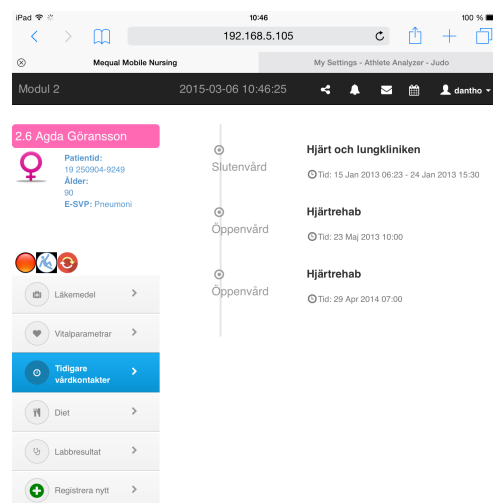 iPad
10:46
100 %
192.168.5.105
Mequal Mobile Nursing
My Settings - Athlete Analyzer - Judo
Modul 2
2015-03-06 10:46:25
dantho
2.6 Agda Göransson
Patientid:
19 250904-9249
Ålder:
90
E-SVP: Pneumoni
Läkemedel
Vitalparametrar
Tidigare
vårdkontakter
Diet
Labbresultat
Registrera nytt
Slutenvård
Hjärt och lungkliniken
Tid: 15 Jan 2013 06:23 - 24 Jan 2013 15:30
Öppenvård
Hjärtrehab
Tid: 23 Maj 2013 10:00
Öppenvård
Hjärtrehab
Tid: 29 Apr 2014 07:00